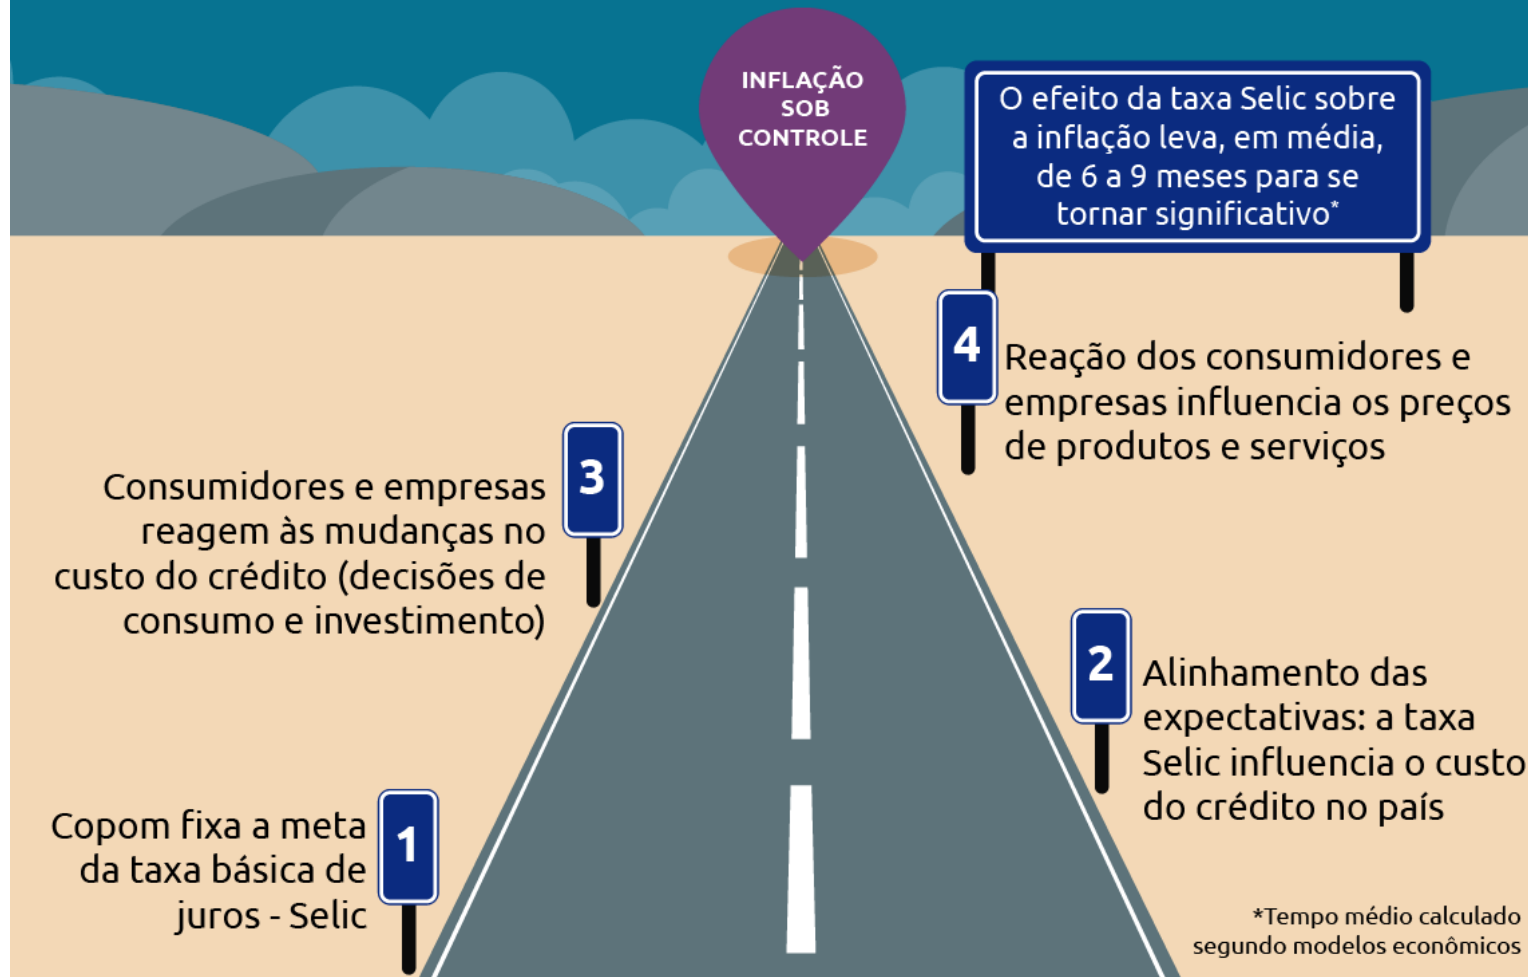 INFLAÇÃO
SOB
CONTROLE
O efeito da taxa Selic sobre
a inflação leva, em média,
de 6 a 9 meses para se
tornar significativo*
4
Reação dos consumidores e
empresas influencia os preços
de produtos e serviços
3
Consumidores e empresas
reagem às mudanças no
custo do crédito (decisões de
consumo e investimento)
2
Alinhamento das
expectativas: a taxa
Selic influencia o custo
do crédito no país
1
Copom fixa a meta
da taxa básica de
juros - Selic
*Tempo médio calculado
segundo modelos econômicos